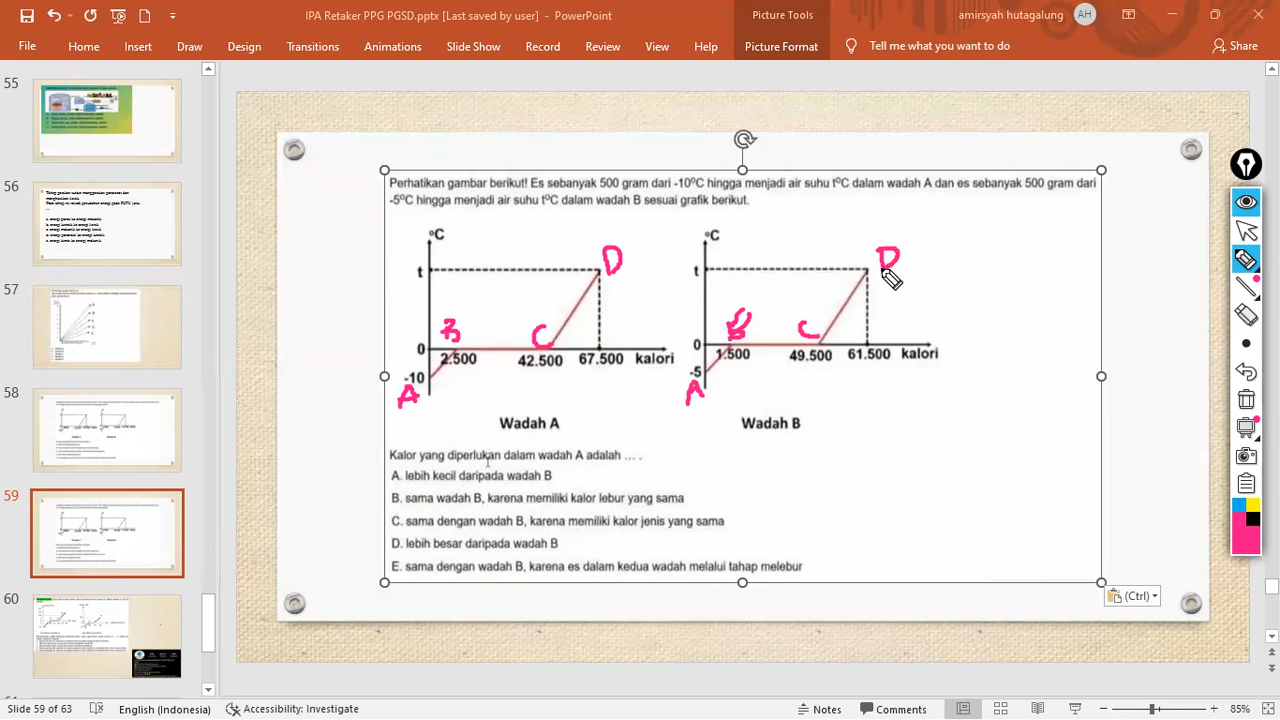 IPA Retaker PPG PGSD.pptx [Last saved by user] - PowerPoint
Picture Tools
amirsyah hutagalung
AH
File
Home
Insert
Draw
Design
Transitions
Animations
Slide Show
Record
Review
View
Help
Picture Format
Tell me what you want to do
Share
55
56
57
58
59
60
Perhatikan gambar berikut! Es sebanyak 500 gram dari -10⁰C hingga menjadi air suhu t⁰C dalam wadah A dan es sebanyak 500 gram dari
-5⁰C hingga menjadi air suhu t⁰C dalam wadah B sesuai grafik berikut.
⁰C
t
0
-10
2.500
42.500
67.500
kalori
A
B
C
D
Wadah A
⁰C
t
0
-5
1.500
49.500
61.500
kalori
A
C
D
Wadah B
Kalor yang diperlukan dalam wadah A adalah ... .
A. lebih kecil daripada wadah B
B. sama wadah B, karena memiliki kalor lebur yang sama
C. sama dengan wadah B, karena memiliki kalor jenis yang sama
D. lebih besar daripada wadah B
E. sama dengan wadah B, karena es dalam kedua wadah melalui tahap melebur
(Ctrl)
Slide 59 of 63
English (Indonesia)
Accessibility: Investigate
Notes
Comments
85%